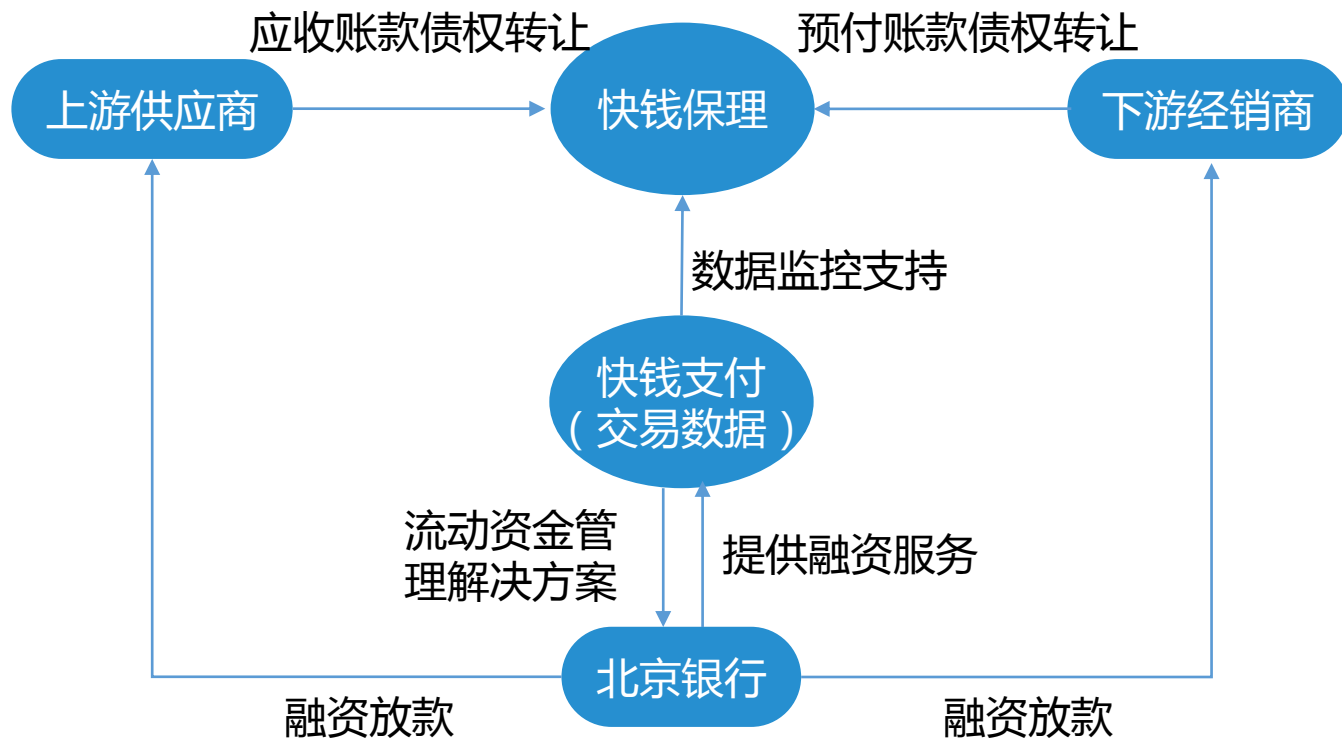 应收账款债权转让
预付账款债权转让
上游供应商
快钱保理
下游经销商
数据监控支持
快钱支付
（交易数据）
流动资金管
理解决方案
提供融资服务
北京银行
融资放款
融资放款